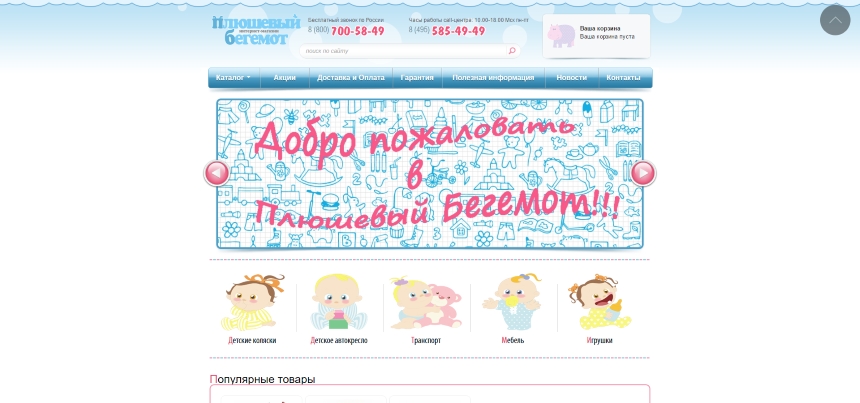 Плюшевый
интернет-магазин
бегемот
Бесплатный звонок по России
8 (800) 700-58-49
Часы работы call-центра: 10.00-18.00 Мск пн-пт
8 (495) 585-49-49
поиск по сайту
Ваша корзина
Ваша корзина пуста
Каталог Акции Доставка и Оплата Гарантия Полезная информация Новости Контакты
Добро пожаловать
в
Плюшевый Бегемот!!!
Детские коляски Детское автокресло Транспорт Мебель Игрушки
Популярные товары